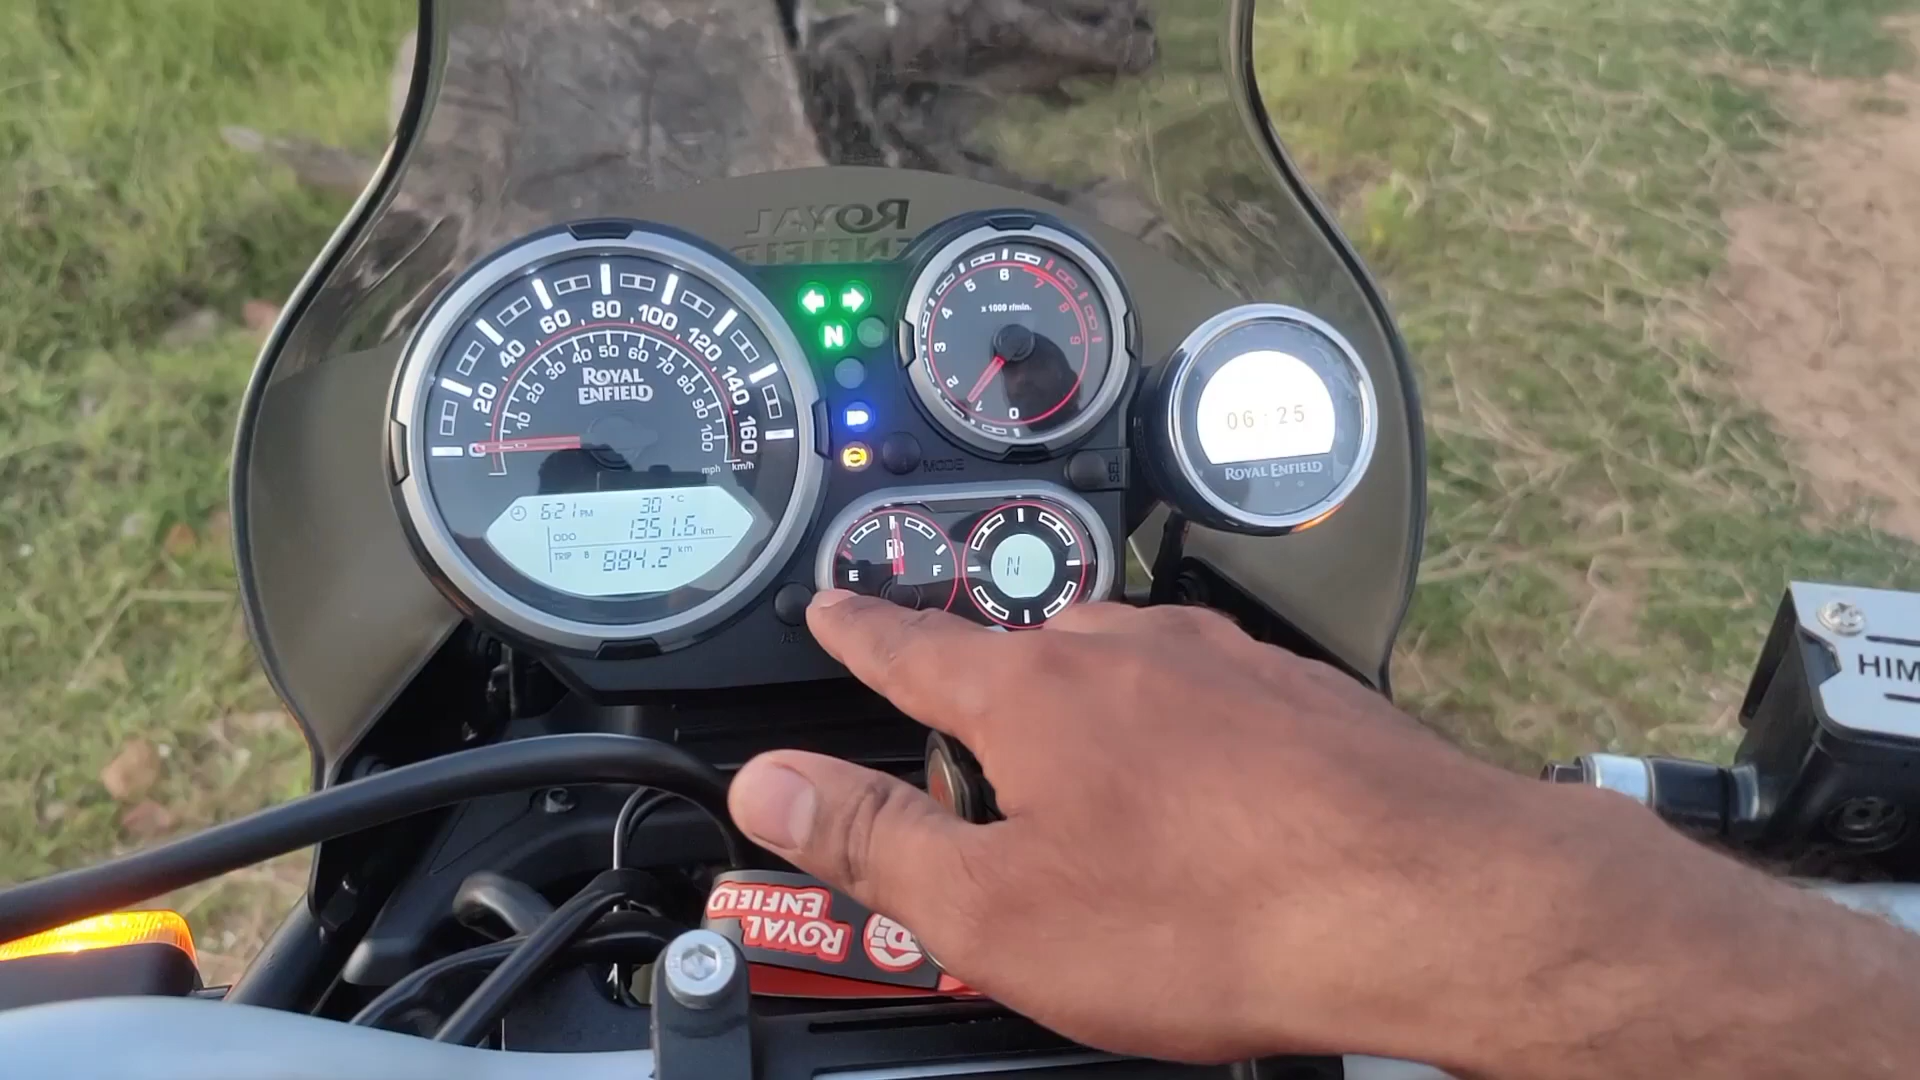 ROYAL
ENFIELD
0 20 40 60 80 100 120 140 160
10 20 30 40 50 60 70 80 90 100
mph km/h
ROYAL
ENFIELD
6:21 PM 30 °C
ODO 1351.6 km
TRIP B 884.2 km
N
MODE
SEL
0 1 2 3 4 5 6 7 8 9
x 1000 r/min.
E F
N
06:25
ROYAL ENFIELD
HIM
ROYAL
ENFIELD